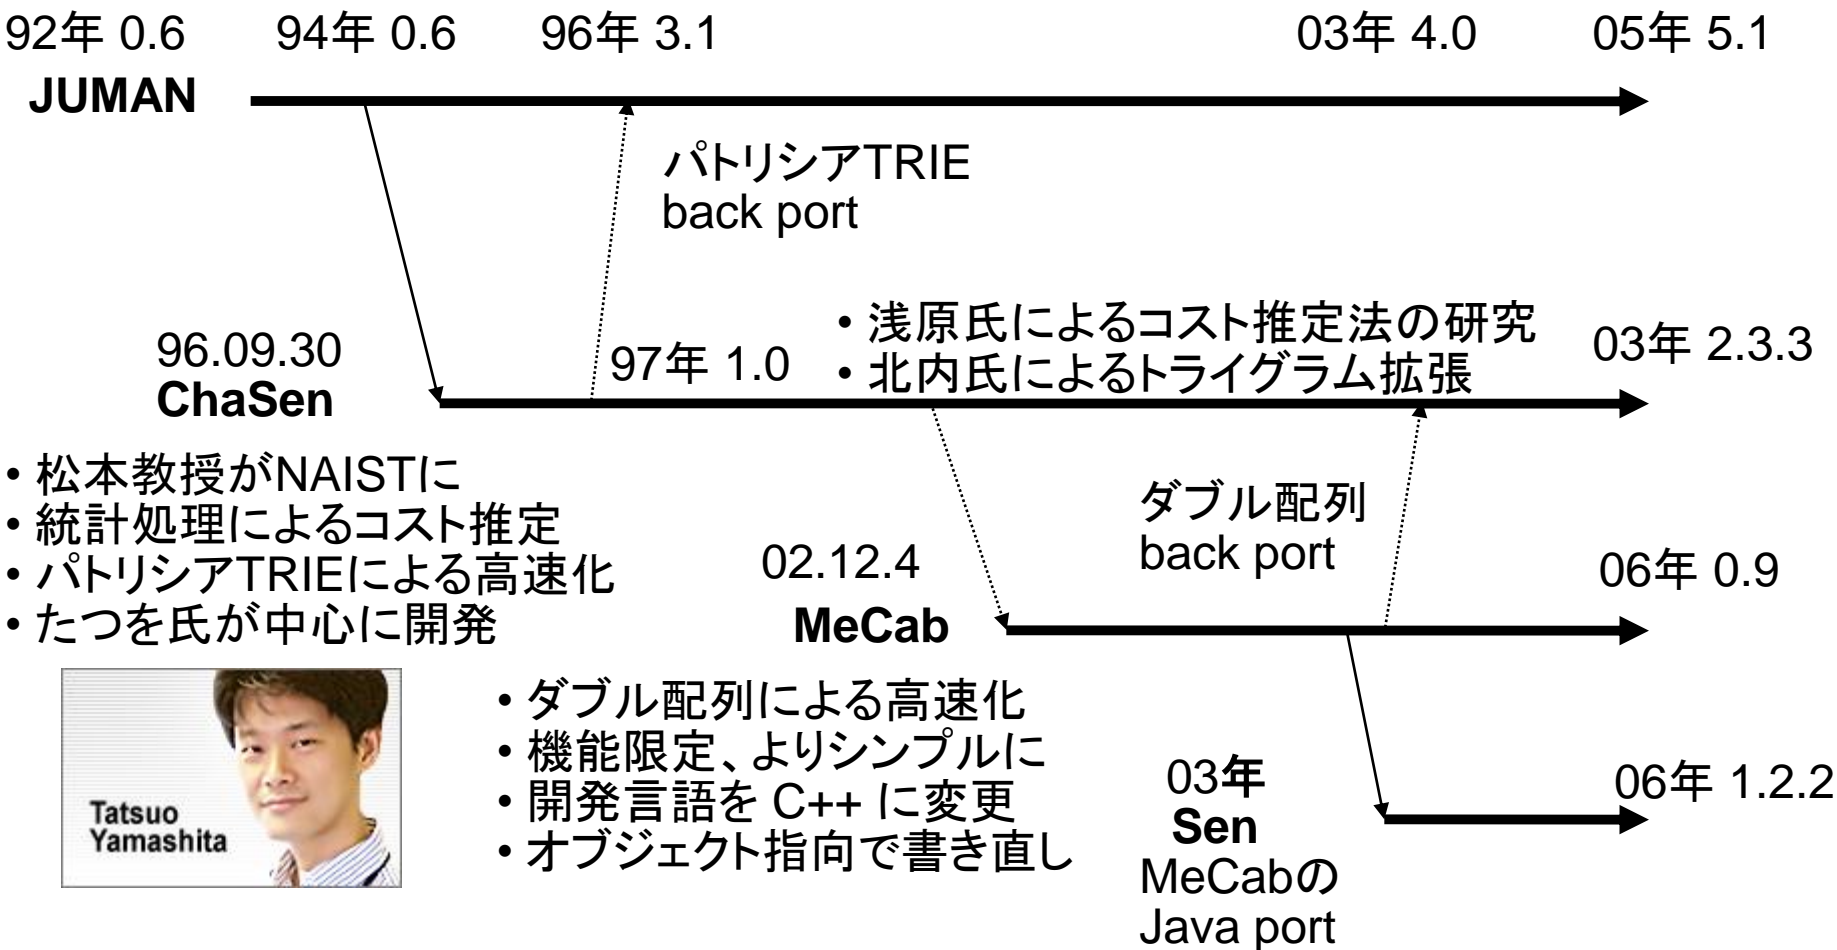 92年 0.6
94年 0.6
96年 3.1
03年 4.0
05年 5.1
JUMAN
パトリシアTRIE
back port
96.09.30
ChaSen
97年 1.0
• 浅原氏によるコスト推定法の研究
• 北内氏によるトライグラム拡張
03年 2.3.3
• 松本教授がNAISTに
• 統計処理によるコスト推定
• パトリシアTRIEによる高速化
• たつを氏が中心に開発
ダブル配列
back port
02.12.4
MeCab
06年 0.9
Tatsuo
Yamashita
• ダブル配列による高速化
• 機能限定、よりシンプルに
• 開発言語を C++ に変更
• オブジェクト指向で書き直し
03年
Sen
MeCabの
Java port
06年 1.2.2